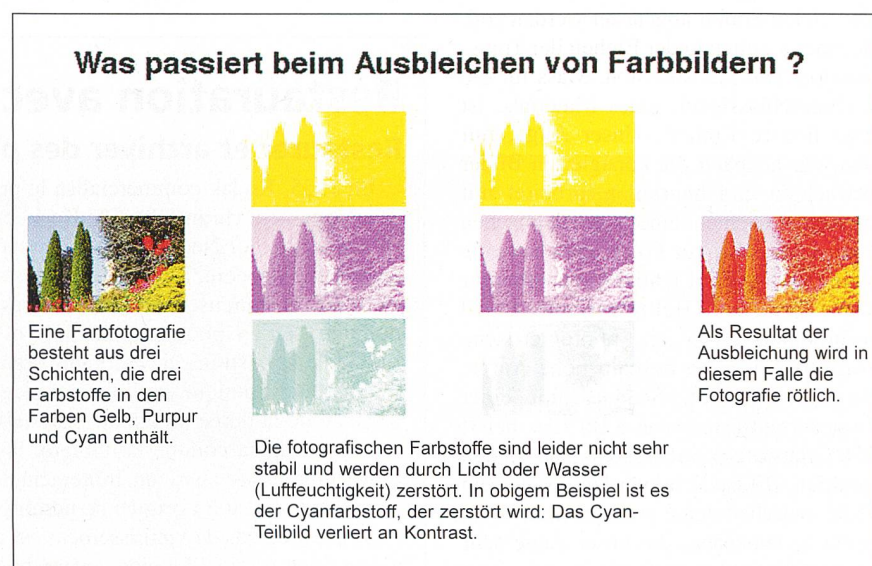 Was passiert beim Ausbleichen von Farbbildern ?
Eine Farbfotografie
besteht aus drei
Schichten, die drei
Farbstoffe in den
Farben Gelb, Purpur
und Cyan enthält.
Die fotografischen Farbstoffe sind leider nicht sehr
stabil und werden durch Licht oder Wasser
(Luftfeuchtigkeit) zerstört. In obigem Beispiel ist es
der Cyanfarbstoff, der zerstört wird: Das Cyan-
Teilbild verliert an Kontrast.
Als Resultat der
Ausbleichung wird in
diesem Falle die
Fotografie rötlich.